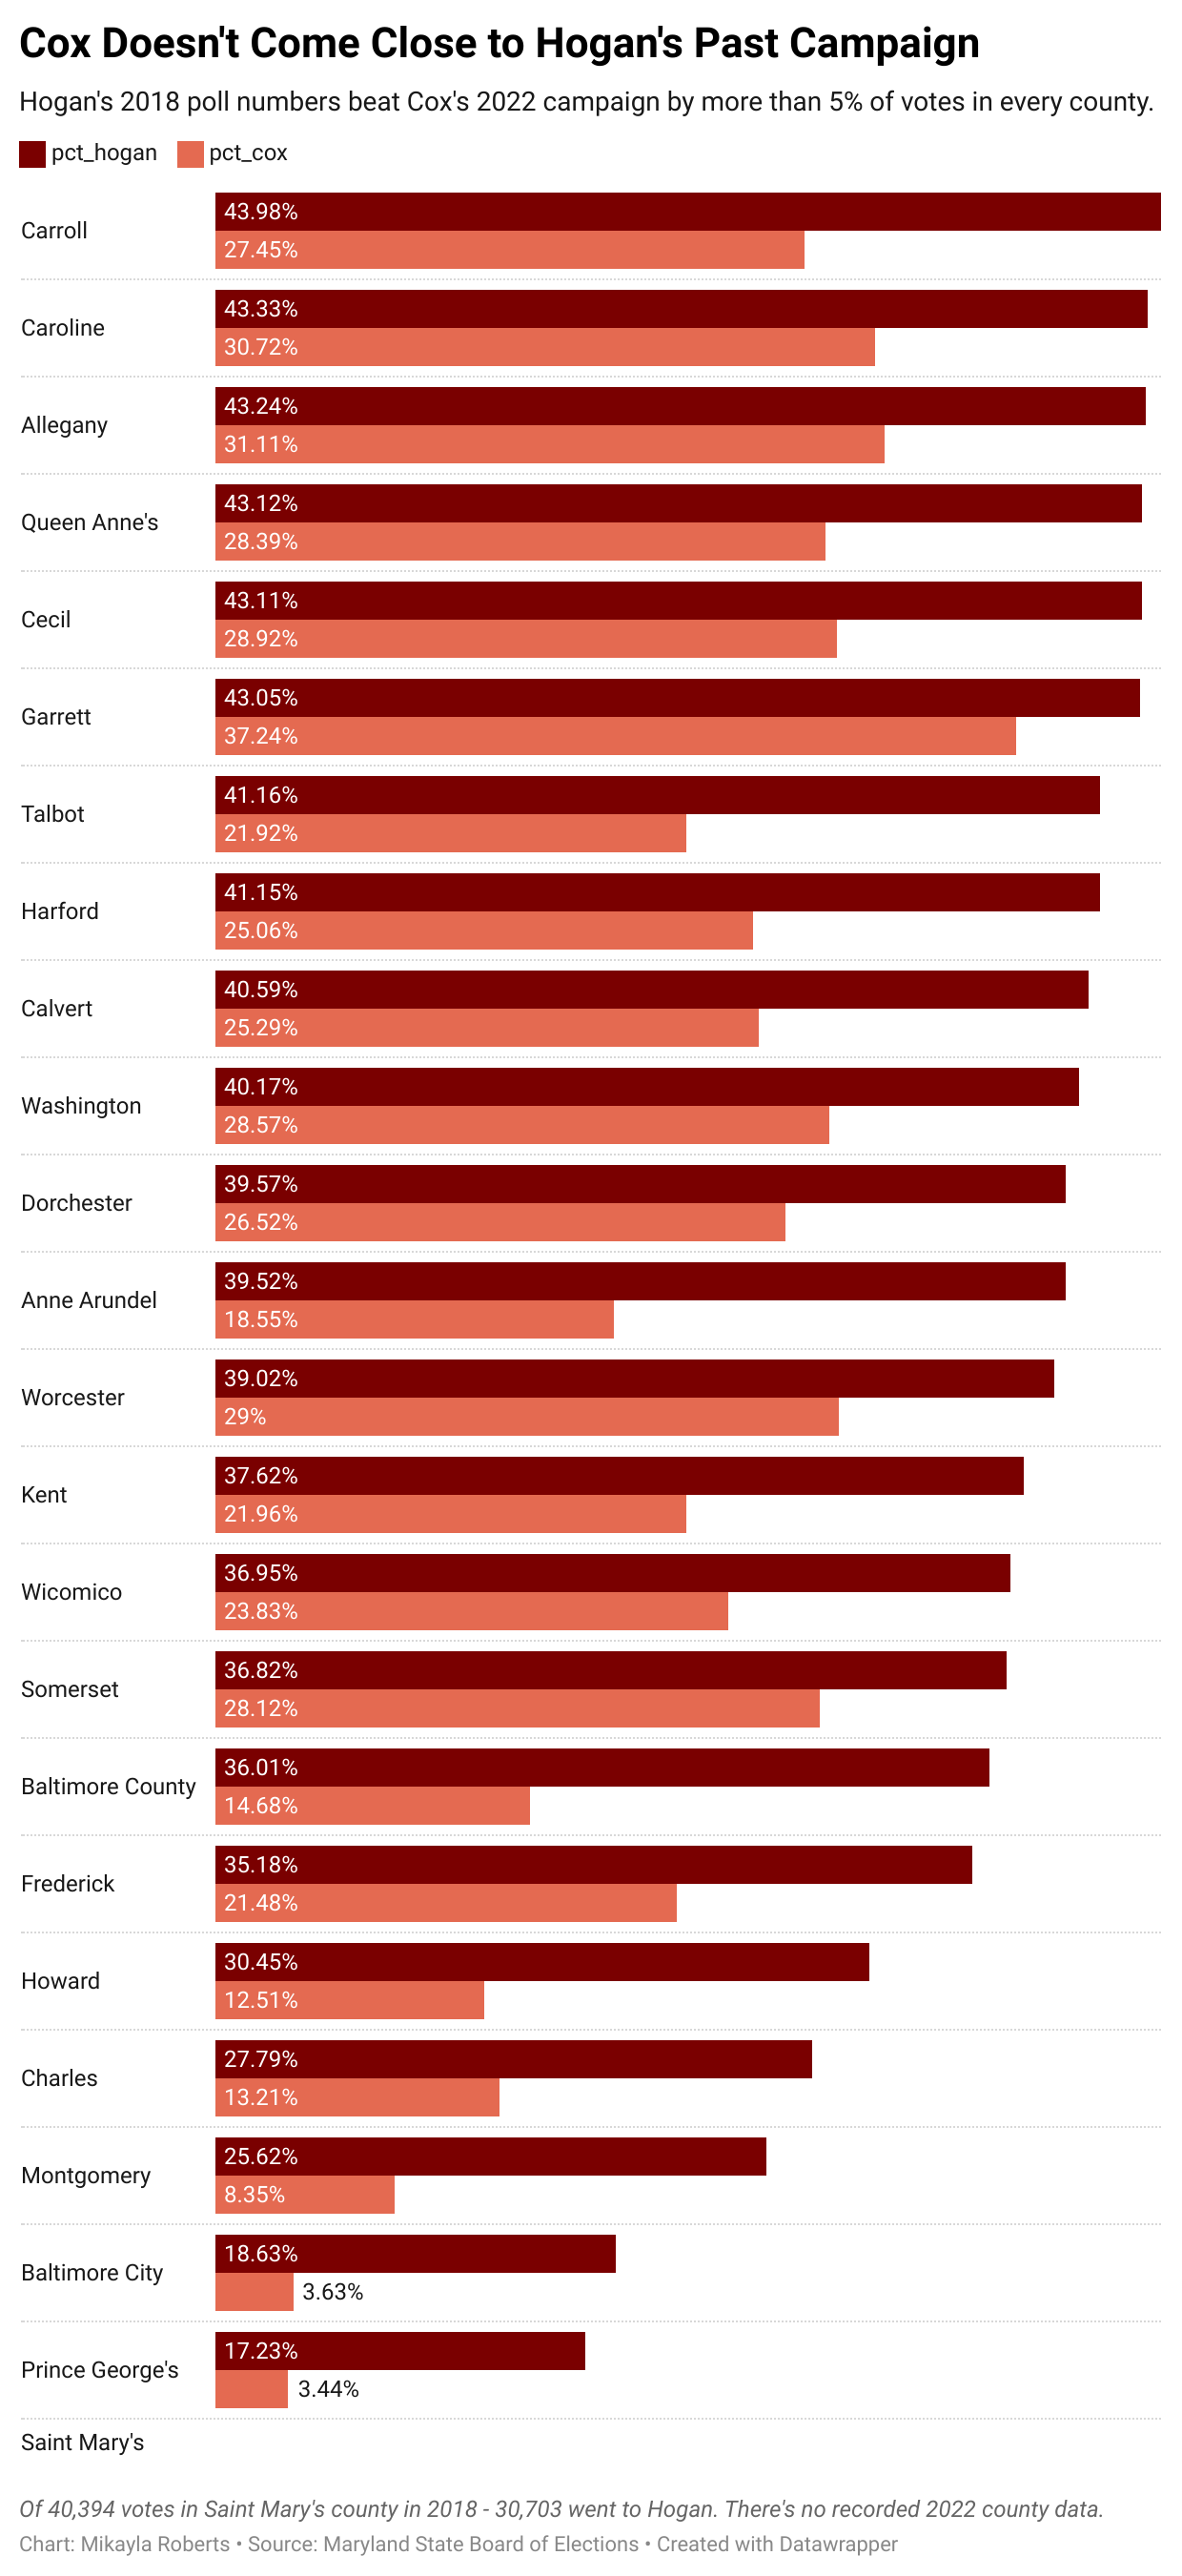 Cox Doesn't Come Close to Hogan's Past Campaign
Hogan's 2018 poll numbers beat Cox's 2022 campaign by more than 5% of votes in every county.
pct_hogan pct_cox
Carroll
43.98%
27.45%
Caroline
43.33%
30.72%
Allegany
43.24%
31.11%
Queen Anne's
43.12%
28.39%
Cecil
43.11%
28.92%
Garrett
43.05%
37.24%
Talbot
41.16%
21.92%
Harford
41.15%
25.06%
Calvert
40.59%
25.29%
Washington
40.17%
28.57%
Dorchester
39.57%
26.52%
Anne Arundel
39.52%
18.55%
Worcester
39.02%
29%
Kent
37.62%
21.96%
Wicomico
36.95%
23.83%
Somerset
36.82%
28.12%
Baltimore County
36.01%
14.68%
Frederick
35.18%
21.48%
Howard
30.45%
12.51%
Charles
27.79%
13.21%
Montgomery
25.62%
8.35%
Baltimore City
18.63%
3.63%
Prince George's
17.23%
3.44%
Saint Mary's
Of 40,394 votes in Saint Mary's county in 2018 - 30,703 went to Hogan. There's no recorded 2022 county data.
Chart: Mikayla Roberts • Source: Maryland State Board of Elections • Created with Datawrapper